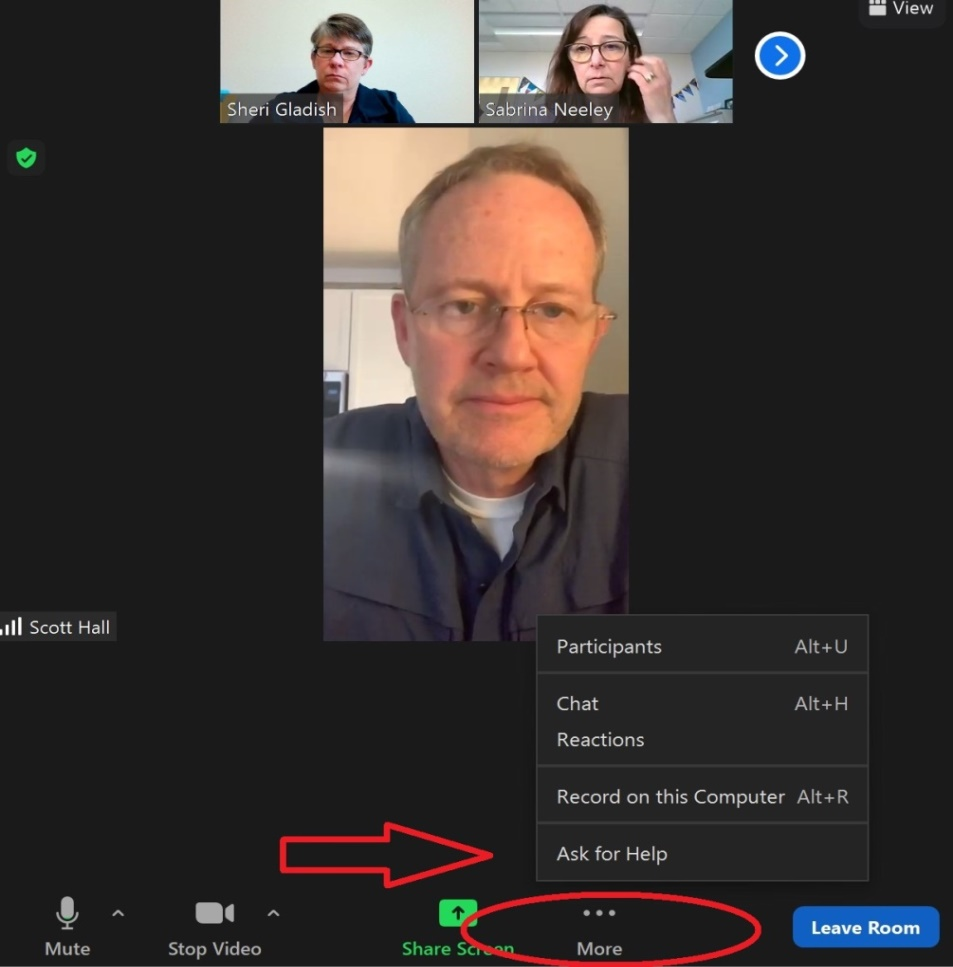 View
Sheri Gladish
Sabrina Neeley
Scott Hall
Participants Alt+U
Chat Alt+H
Reactions
Record on this Computer Alt+R
Ask for Help
Mute
Stop Video
Share Screen
More
Leave Room